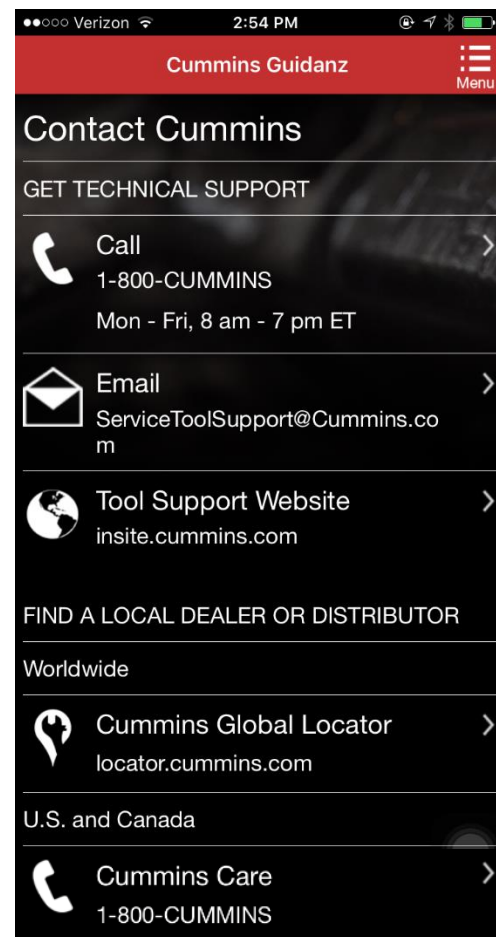 Verizon 2:54 PM
Cummins Guidanz
Menu
Contact Cummins
GET TECHNICAL SUPPORT
Call
1-800-CUMMINS
Mon - Fri, 8 am - 7 pm ET
Email
ServiceToolSupport@Cummins.co
m
Tool Support Website
insite.cummins.com
FIND A LOCAL DEALER OR DISTRIBUTOR
Worldwide
Cummins Global Locator
locator.cummins.com
U.S. and Canada
Cummins Care
1-800-CUMMINS